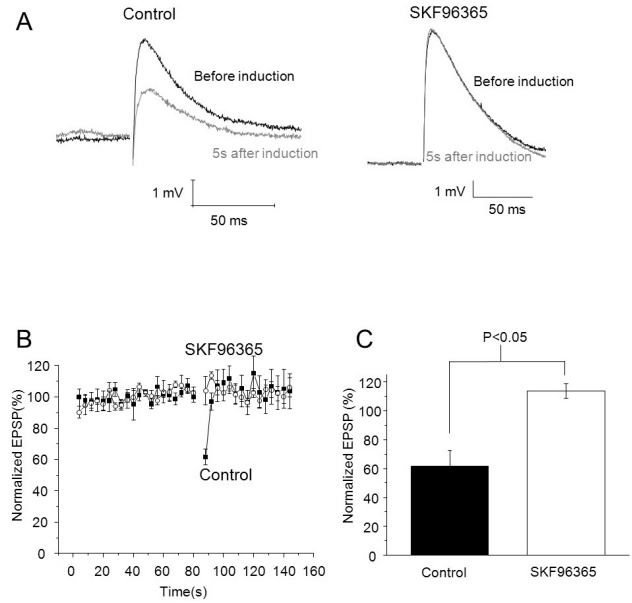 A
Control
SKF96365
Before induction
Before induction
5s after induction
5s after induction
1 mV
50 ms
1 mV
50 ms
B
SKF96365
Normalized EPSP(%)
120
100
80
60
40
20
0
Control
0 20 40 60 80 100 120 140 160
Time(s)
C
P<0.05
Normalized EPSP (%)
120
100
80
60
40
20
0
Control
SKF96365